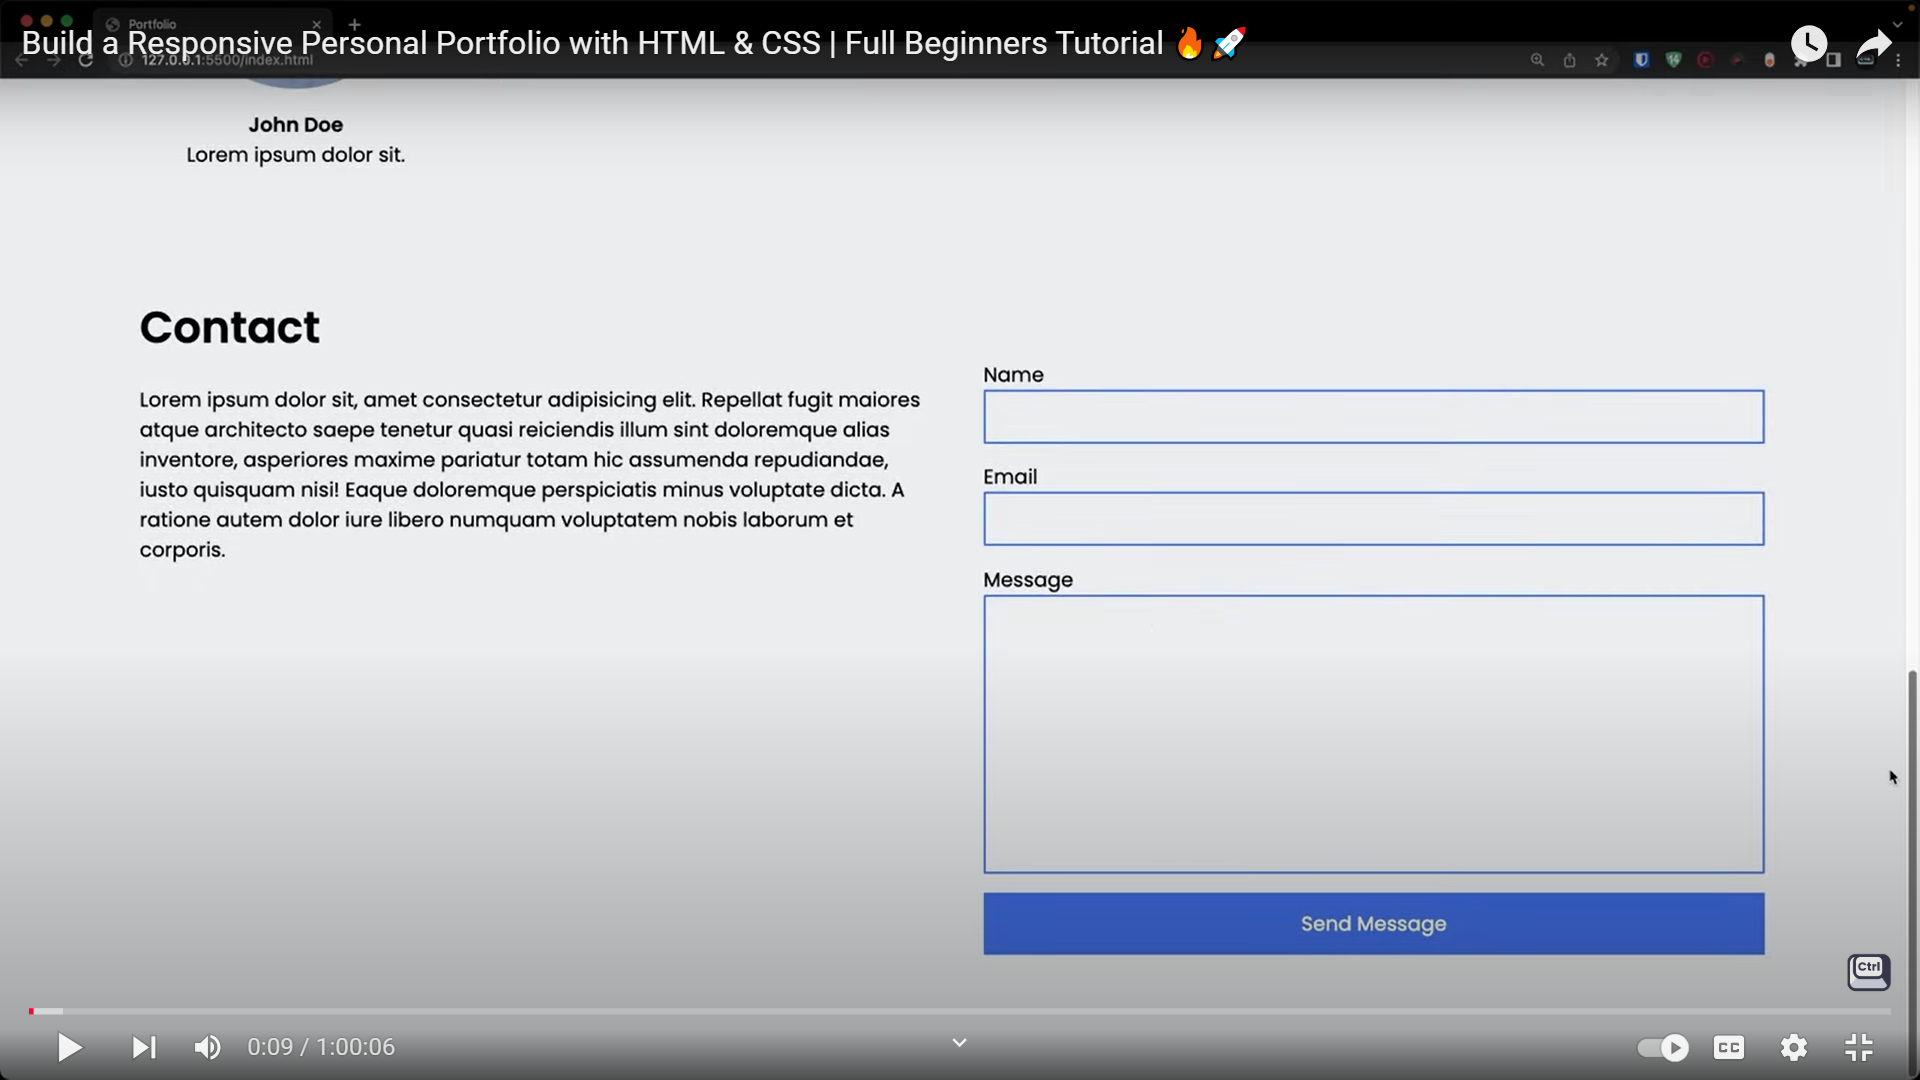 Portfolio
Build a Responsive Personal Portfolio with HTML & CSS | Full Beginners Tutorial 🔥🚀
127.0.0.1:5500/index.html
John Doe
Lorem ipsum dolor sit.
Contact
Lorem ipsum dolor sit, amet consectetur adipisicing elit. Repellat fugit maiores
atque architecto saepe tenetur quasi reiciendis illum sint doloremque alias
inventore, asperiores maxime pariatur totam hic assumenda repudiandae,
iusto quisquam nisi! Eaque doloremque perspiciatis minus voluptate dicta. A
ratione autem dolor iure libero numquam voluptatem nobis laborum et
corporis.
Name
Email
Message
Send Message
Ctrl
0:09 / 1:00:06
CC